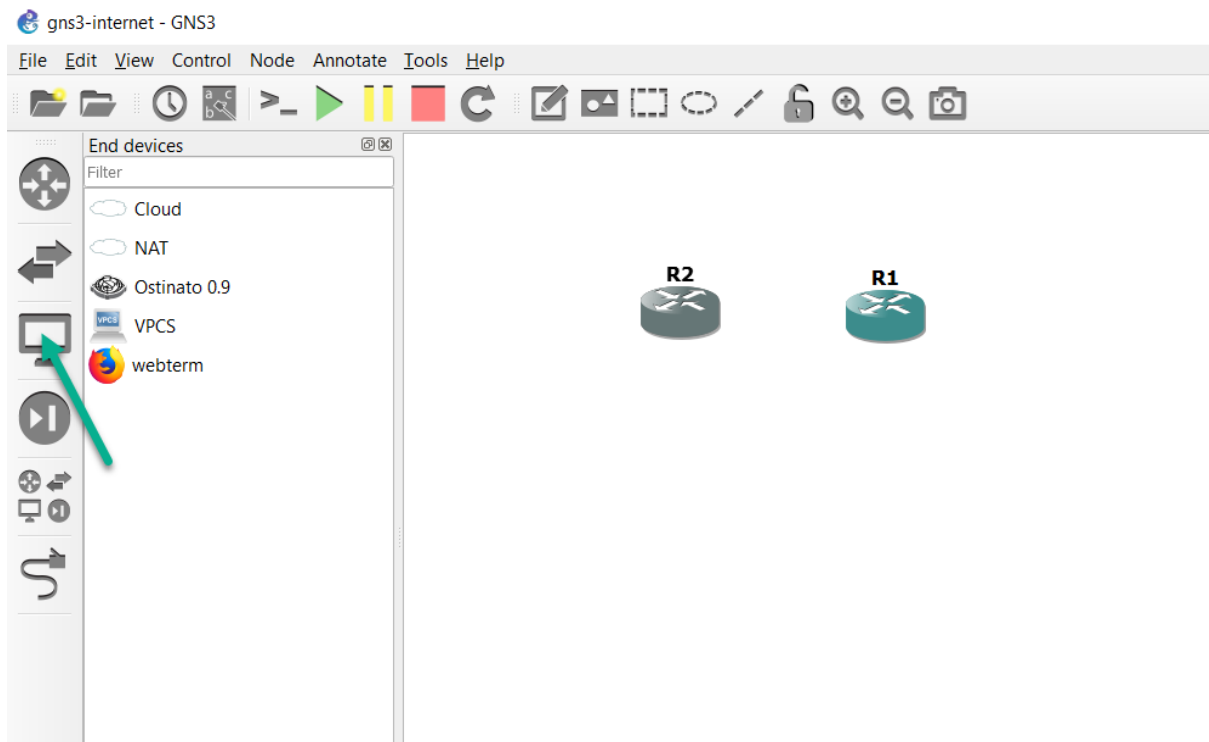 gns3-internet - GNS3
File Edit View Control Node Annotate Tools Help
End devices
Filter
Cloud
NAT
Ostinato 0.9
VPCS
VPCS
webterm
R2
R1